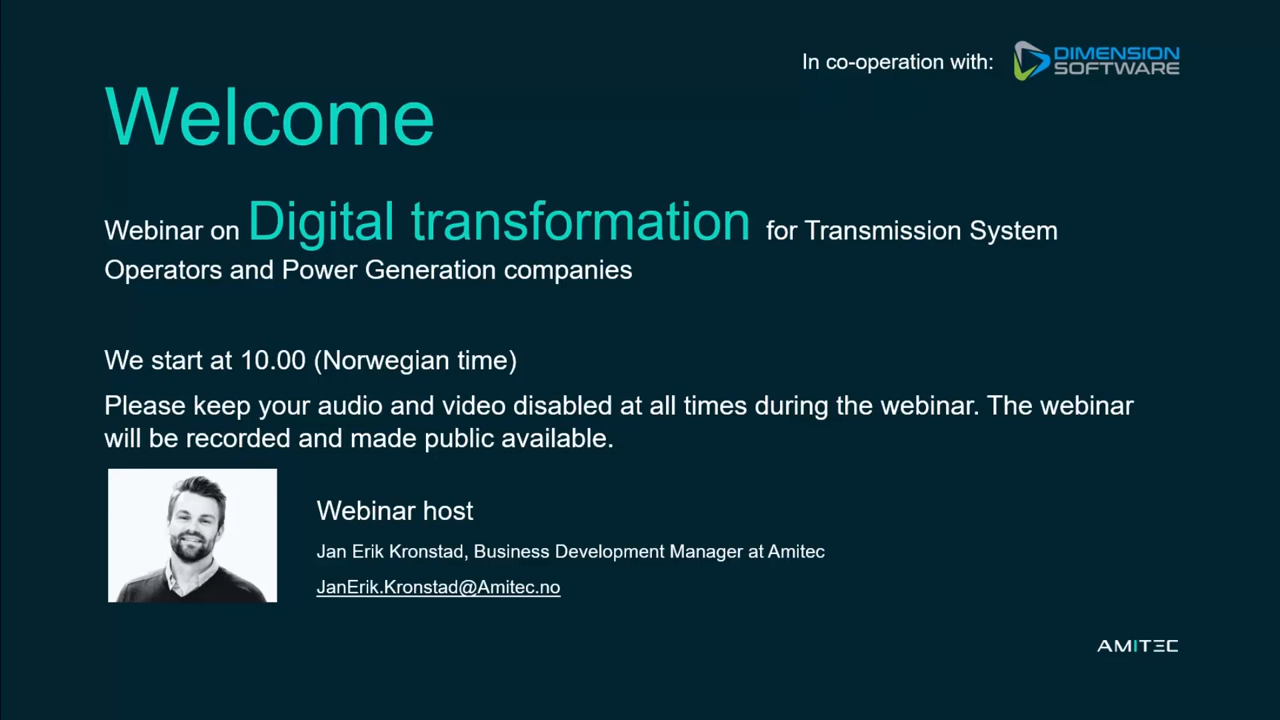 In co-operation with:
DIMENSION
SOFTWARE
Welcome
Webinar on Digital transformation for Transmission System
Operators and Power Generation companies
We start at 10.00 (Norwegian time)
Please keep your audio and video disabled at all times during the webinar. The webinar
will be recorded and made public available.
Webinar host
Jan Erik Kronstad, Business Development Manager at Amitec
JanErik.Kronstad@Amitec.no
AMITEC